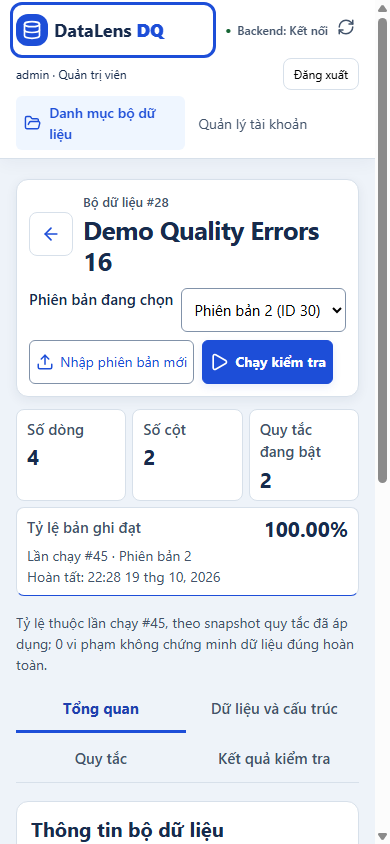 DataLens DQ
Backend: Kết nối
admin · Quản trị viên
Đăng xuất
Danh mục bộ dữ
liệu
Quản lý tài khoản
Bộ dữ liệu #28
Demo Quality Errors
16
Phiên bản đang chọn
Phiên bản 2 (ID 30)
Nhập phiên bản mới
Chạy kiểm tra
Số dòng
4
Số cột
2
Quy tắc
đang bật
2
Tỷ lệ bản ghi đạt
100.00%
Lần chạy #45 · Phiên bản 2
Hoàn tất: 22:28 19 thg 10, 2026
Tỷ lệ thuộc lần chạy #45, theo snapshot quy tắc đã áp
dụng; 0 vi phạm không chứng minh dữ liệu đúng hoàn
toàn.
Tổng quan
Dữ liệu và cấu trúc
Quy tắc
Kết quả kiểm tra
Thông tin bộ dữ liệu